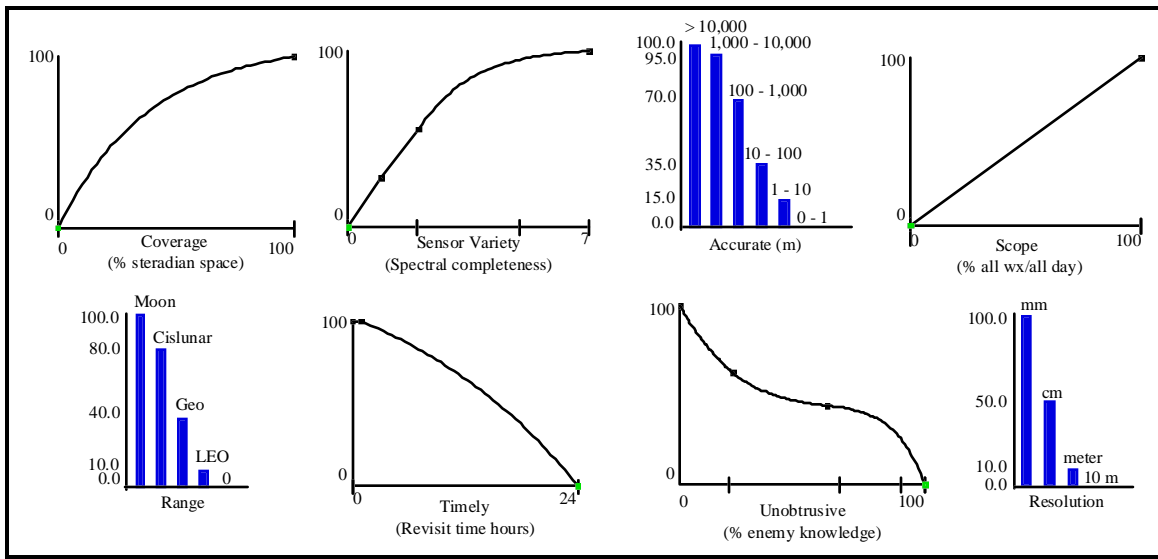 100
0
0
100
Coverage
(% steradian space)
100
0
0
7
Sensor Variety
(Spectral completeness)
> 10,000
100.0
1,000 - 10,000
95.0
100 - 1,000
70.0
10 - 100
35.0
1 - 10
15.0
0 - 1
0.0
Accurate (m)
100
0
0
100
Scope
(% all wx/all day)
Moon
100.0
Cislunar
80.0
Geo
40.0
LEO
10.0
0.0
0
Range
100
0
0
24
Timely
(Revisit time hours)
100
0
0
100
Unobtrusive
(% enemy knowledge)
mm
100.0
cm
50.0
meter
10.0
10 m
0.0
Resolution